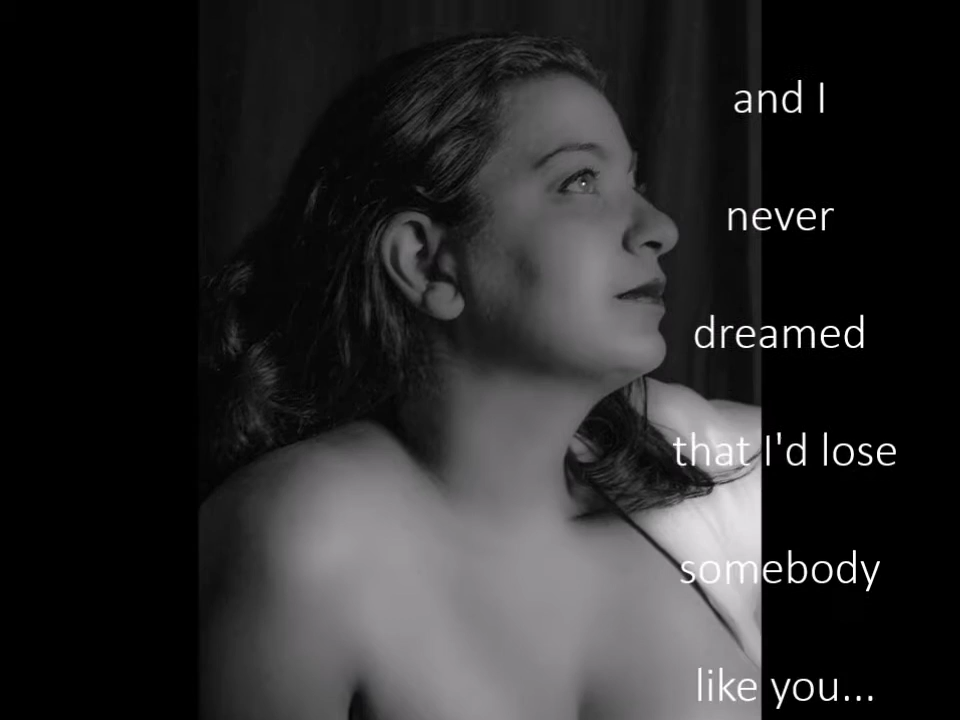 and I
never
dreamed
that I'd lose
somebody
like you...